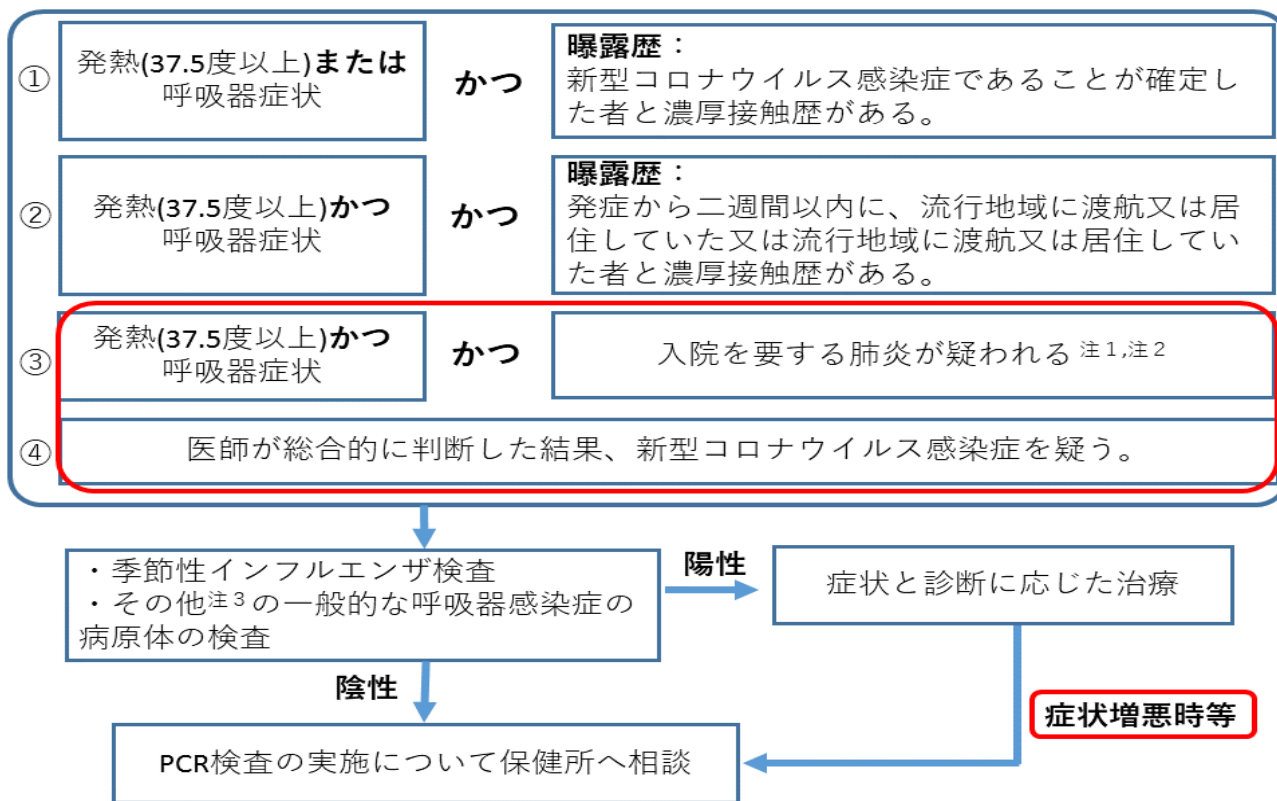 ①
発熱(37.5度以上)または
呼吸器症状
かつ
曝露歴：
新型コロナウイルス感染症であることが確定し
た者と濃厚接触歴がある。
②
発熱(37.5度以上)かつ
呼吸器症状
かつ
曝露歴：
発症から二週間以内に、流行地域に渡航又は居
住していた又は流行地域に渡航又は居住してい
た者と濃厚接触歴がある。
③
発熱(37.5度以上)かつ
呼吸器症状
かつ
入院を要する肺炎が疑われる 注1,注2
④
医師が総合的に判断した結果、新型コロナウイルス感染症を疑う。
・季節性インフルエンザ検査
・その他注3の一般的な呼吸器感染症の
病原体の検査
陽性
症状と診断に応じた治療
陰性
症状増悪時等
PCR検査の実施について保健所へ相談